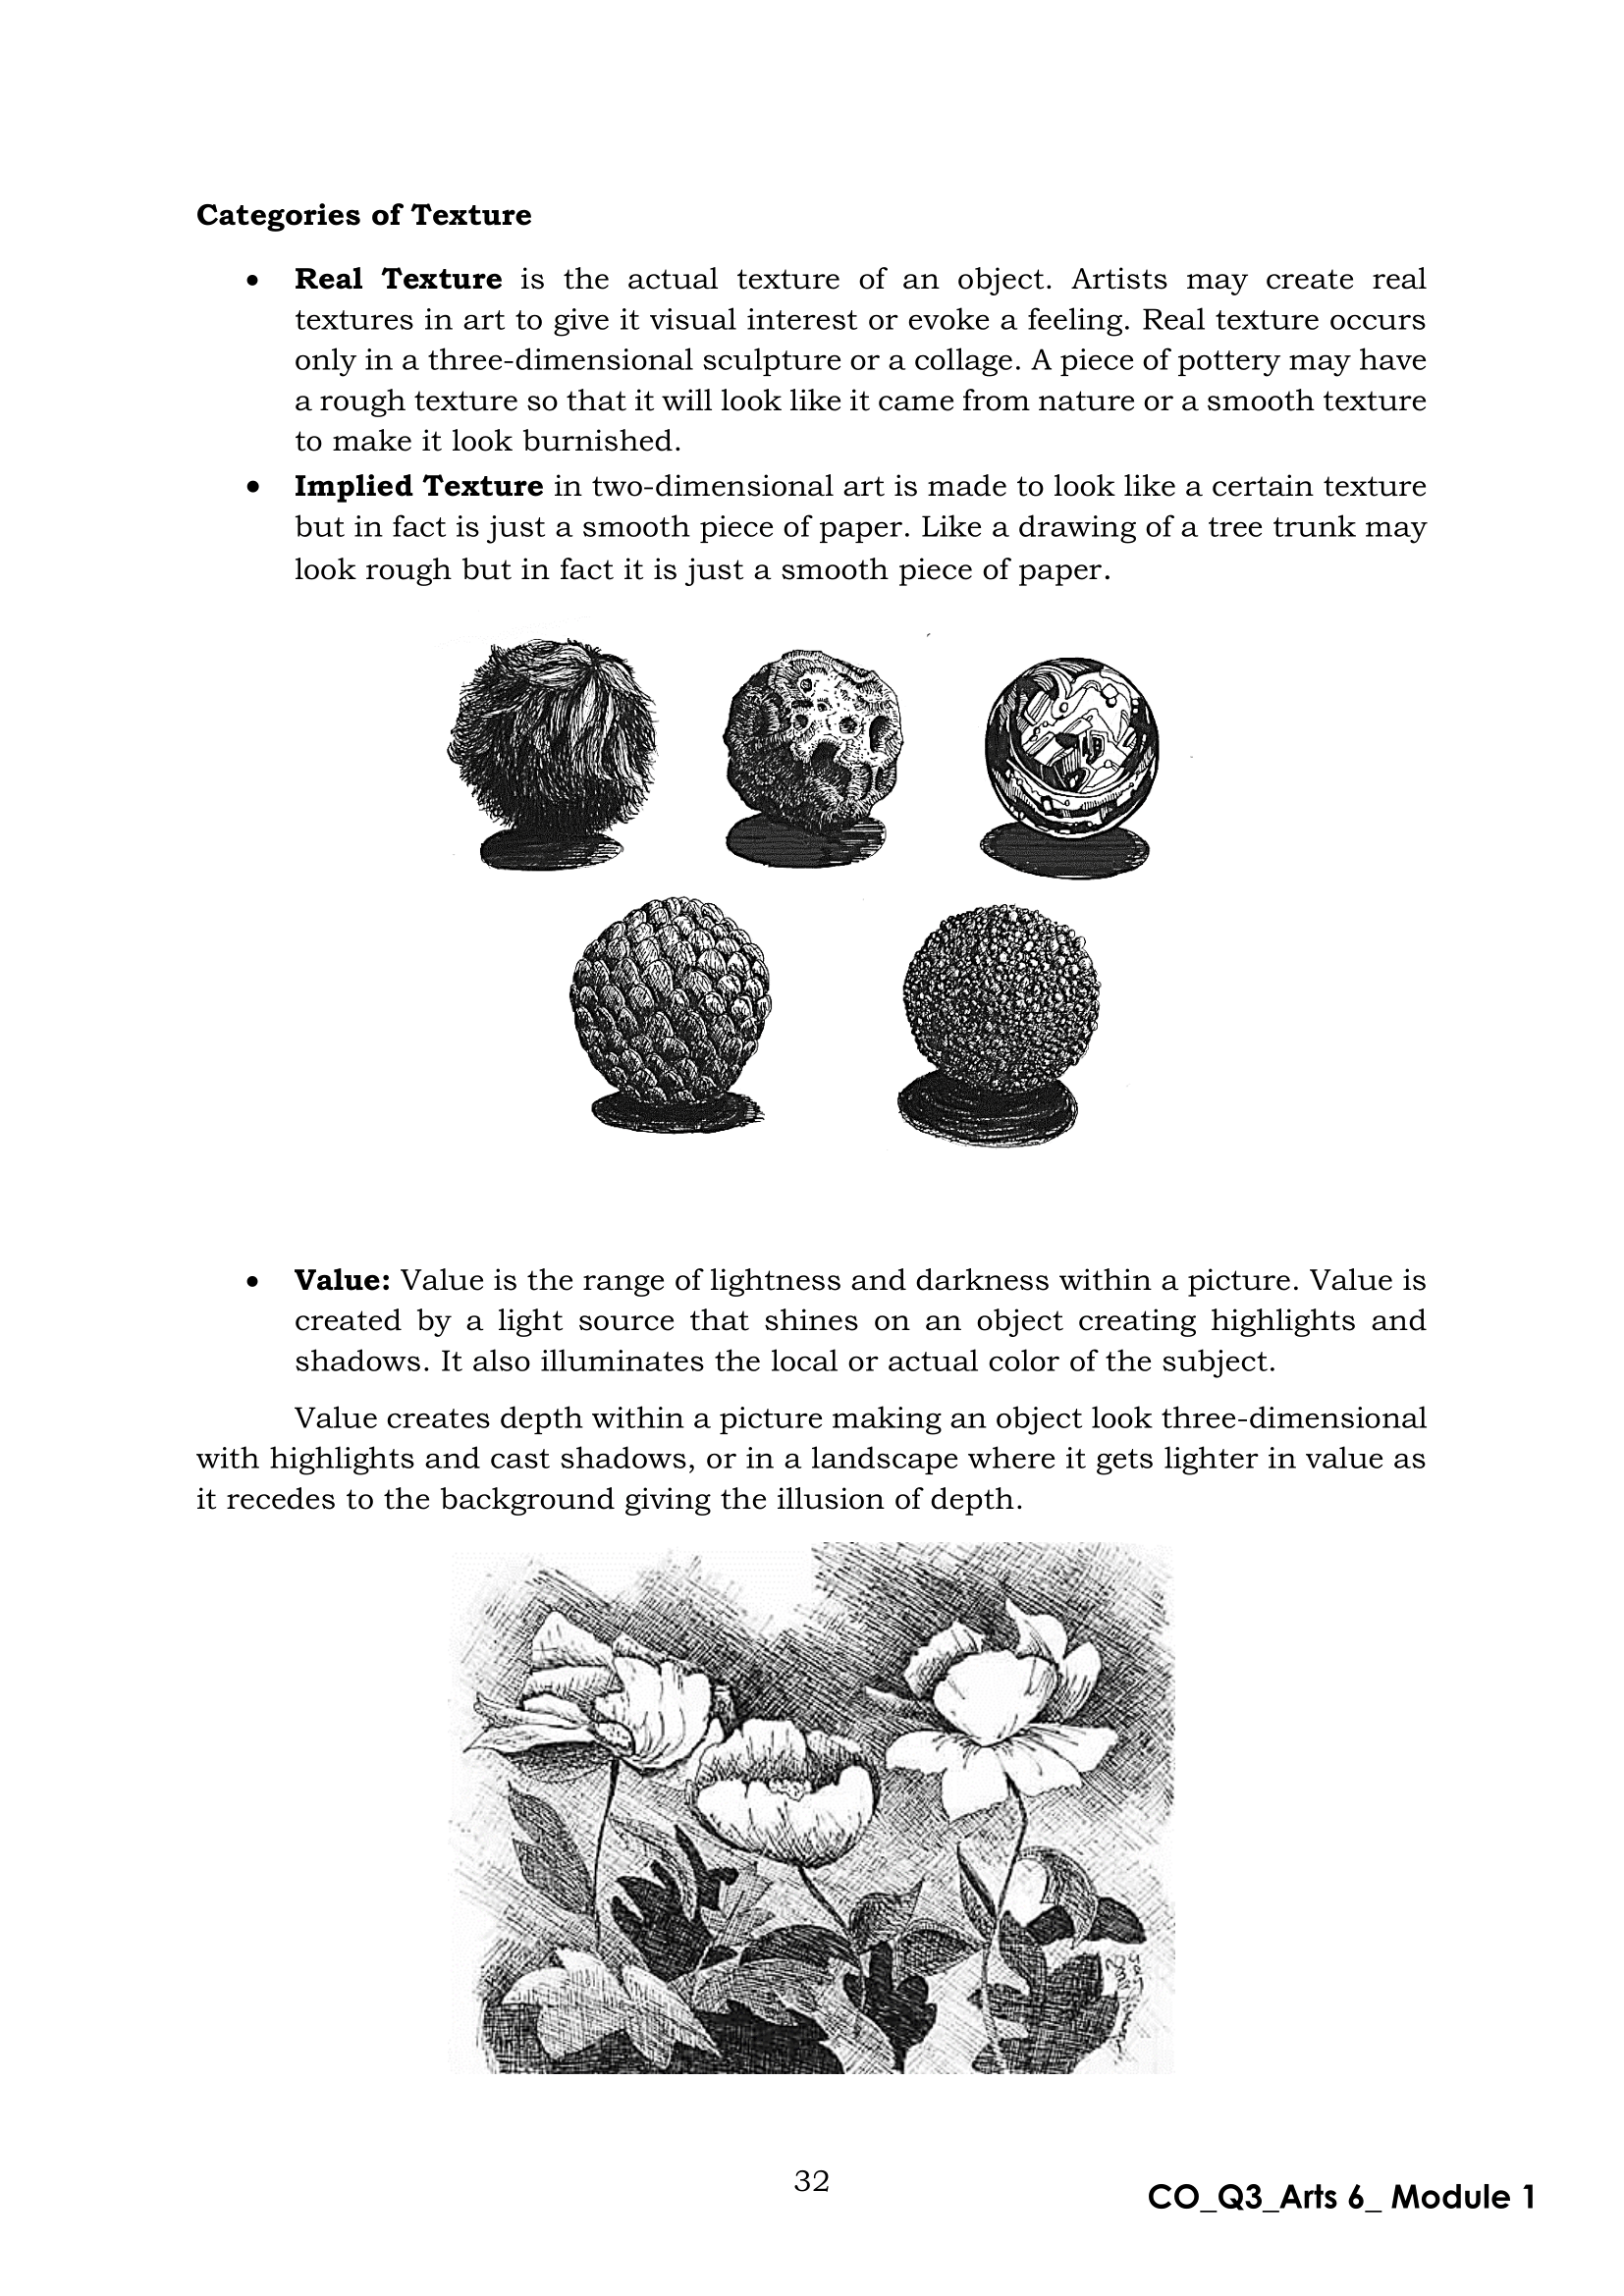 Categories of Texture
• Real Texture is the actual texture of an object. Artists may create real
textures in art to give it visual interest or evoke a feeling. Real texture occurs
only in a three-dimensional sculpture or a collage. A piece of pottery may have
a rough texture so that it will look like it came from nature or a smooth texture
to make it look burnished.
• Implied Texture in two-dimensional art is made to look like a certain texture
but in fact is just a smooth piece of paper. Like a drawing of a tree trunk may
look rough but in fact it is just a smooth piece of paper.
• Value: Value is the range of lightness and darkness within a picture. Value is
created by a light source that shines on an object creating highlights and
shadows. It also illuminates the local or actual color of the subject.
Value creates depth within a picture making an object look three-dimensional
with highlights and cast shadows, or in a landscape where it gets lighter in value as
it recedes to the background giving the illusion of depth.
32
CO_Q3_Arts 6_ Module 1